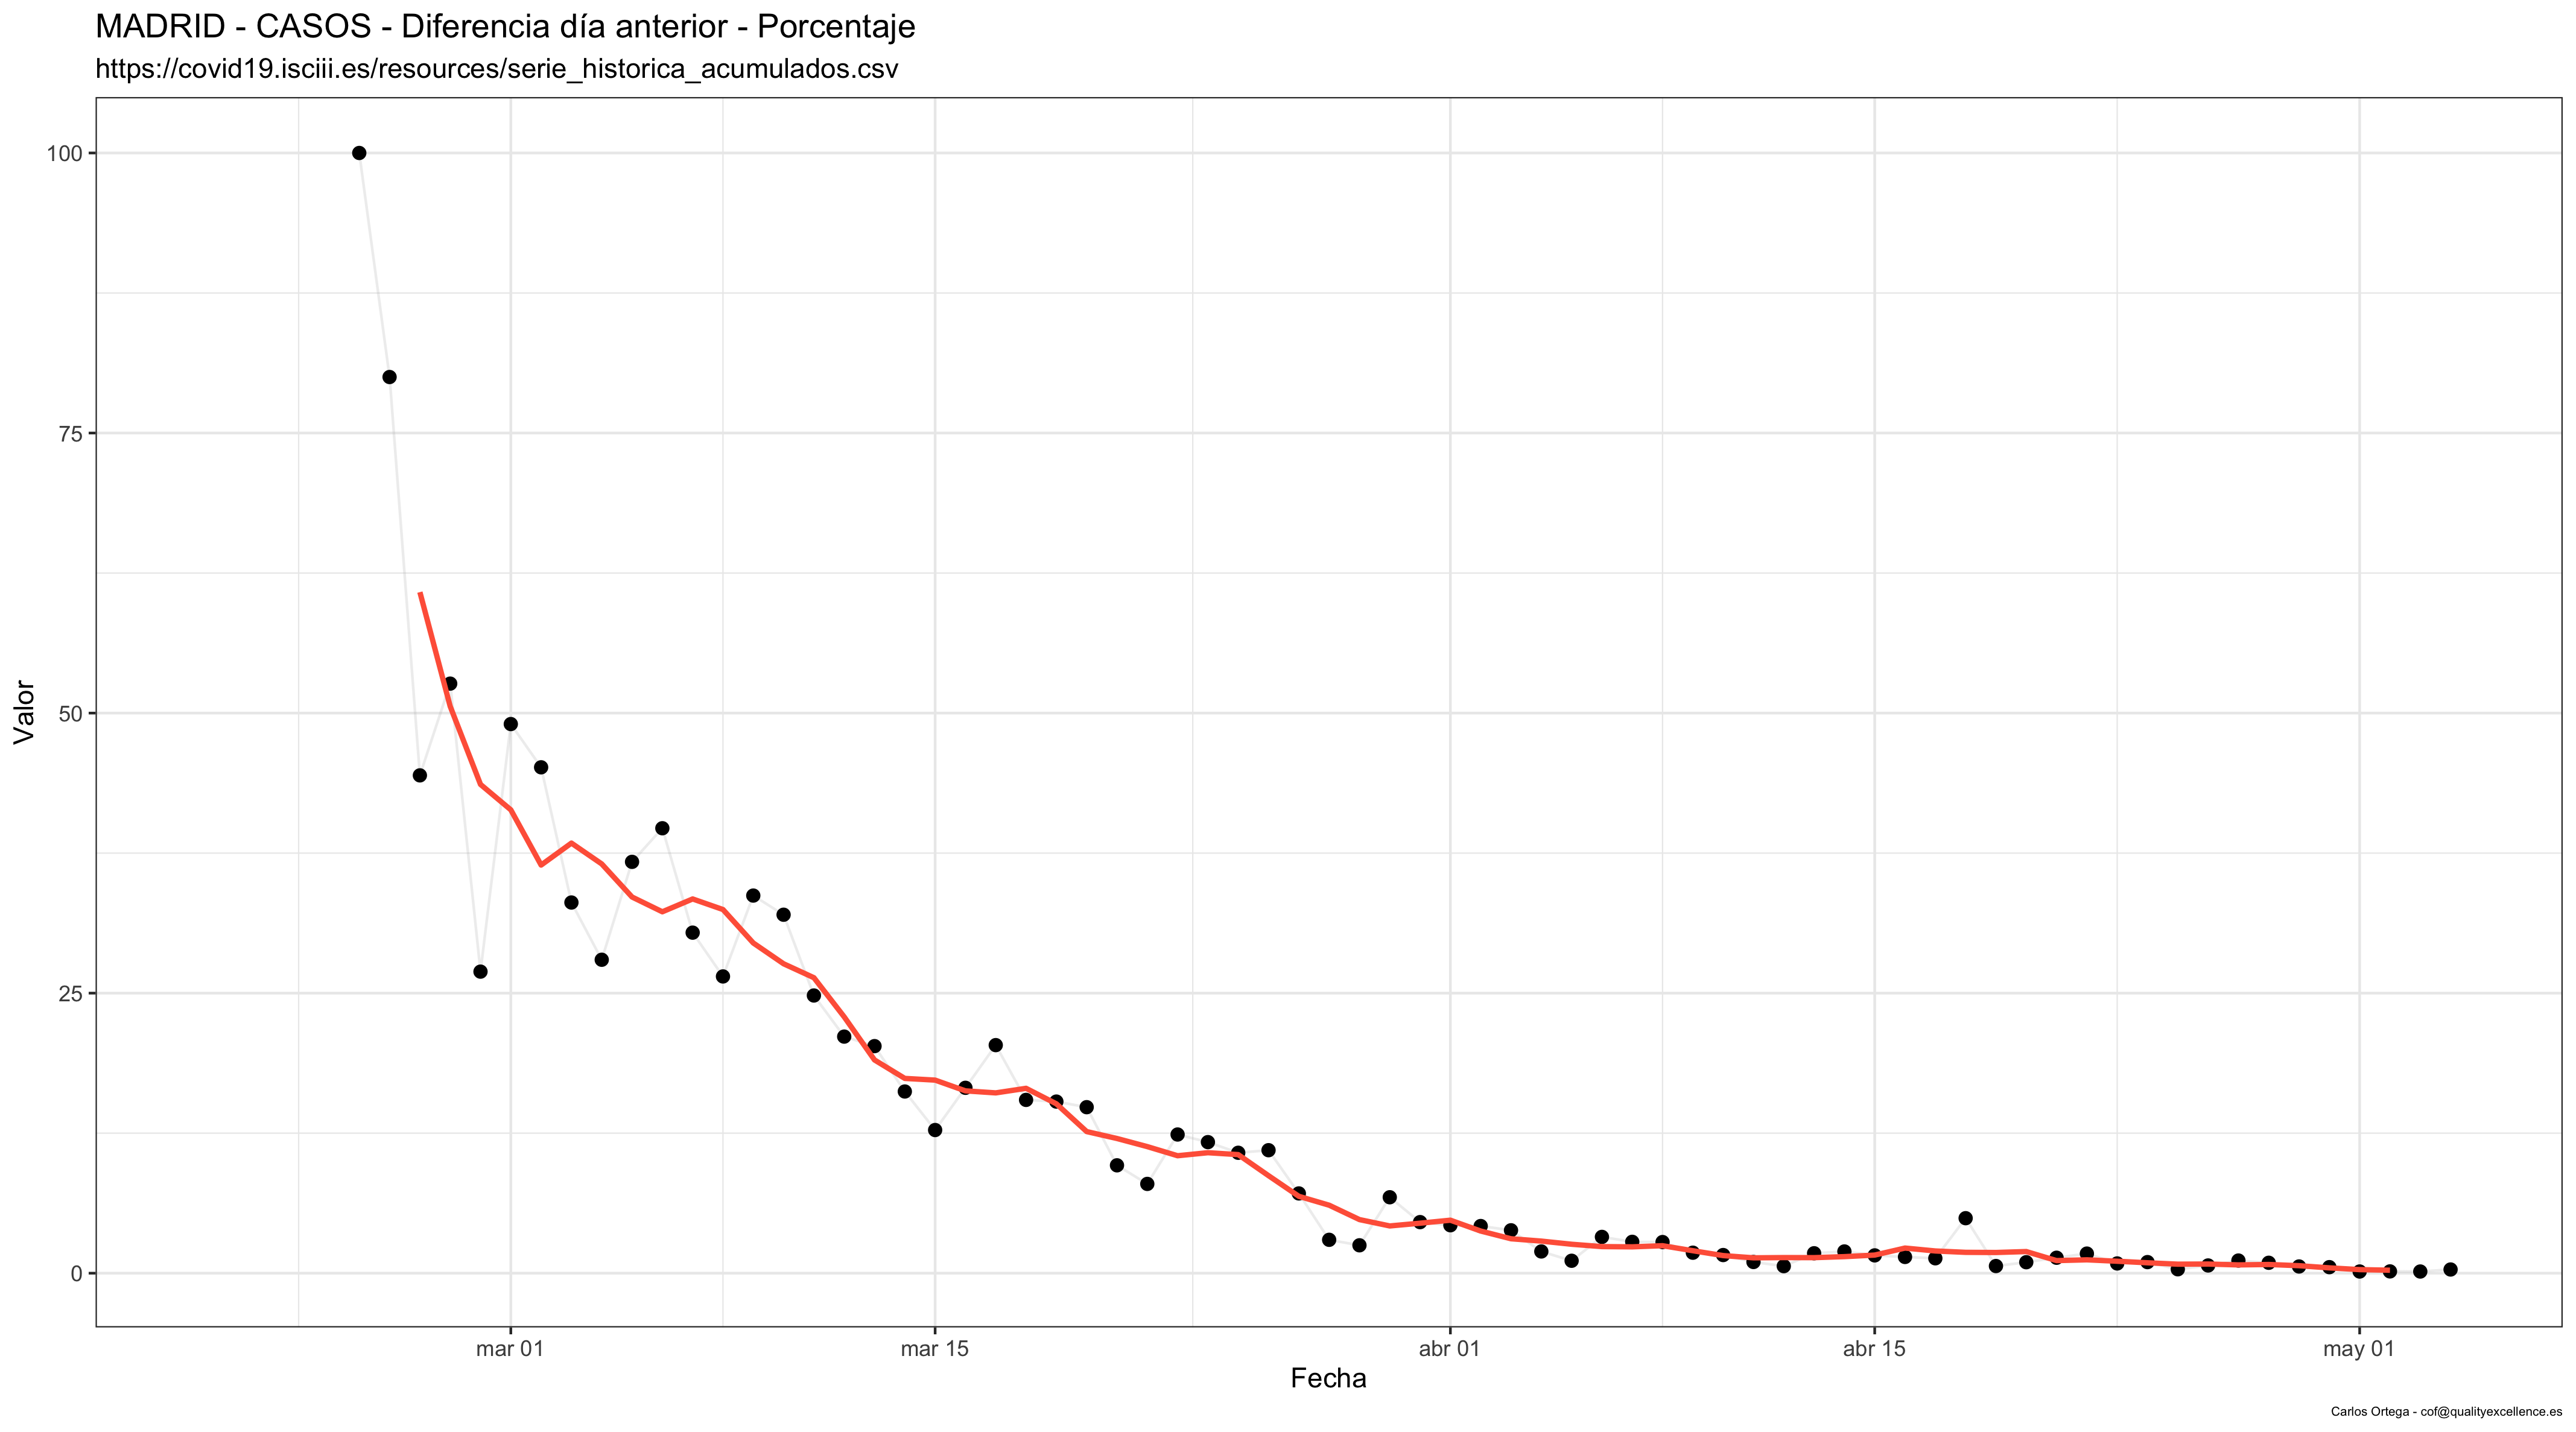 MADRID - CASOS - Diferencia día anterior - Porcentaje
https://covid19.isciii.es/resources/serie_historica_acumulados.csv
100
75
50
25
0
Valor
mar 01
mar 15
abr 01
abr 15
may 01
Fecha
Carlos Ortega - cof@qualityexcellence.es